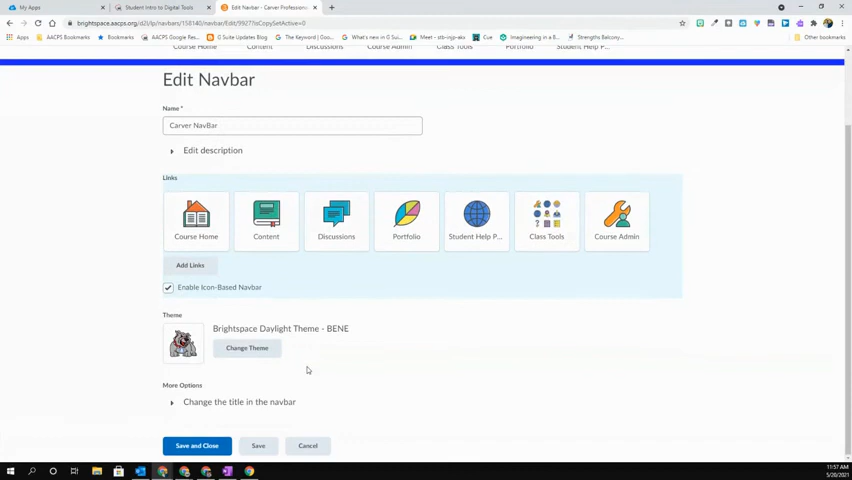 My Apps
Student Intro to Digital Tools
Edit Navbar - Carver Professional
brightspace.aacps.org/d2l/lp/navbars/158140/navbar/Edit/9927?isCopySetActive=0
Apps
AACPS Bookmarks
Bookmarks
G Suite Updates Blog
The Keyword | Goo...
What's new in G Sui...
Meet – stb-injp-akx
Cue
Imagineering in a B...
Strengths Balcony...
Other bookmarks
Course Home
Content
Discussions
Course Admin
Class Tools
Portfolio
Student Help P...
Edit Navbar
Name *
Carver NavBar
Edit description
Links
Course Home
Content
Discussions
Portfolio
Student Help P...
Class Tools
Course Admin
Add Links
Enable Icon-Based Navbar
Theme
Brightspace Daylight Theme - BENE
Change Theme
More Options
Change the title in the navbar
Save and Close
Save
Cancel
11:57 AM
5/20/2021